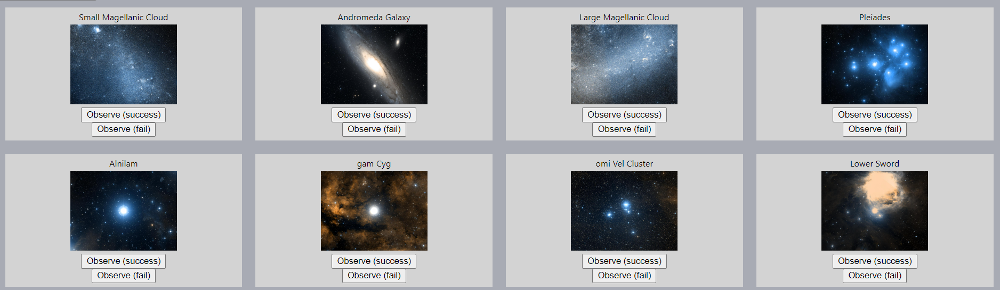 Small Magellanic Cloud
Observe (success)
Observe (fail)
Andromeda Galaxy
Observe (success)
Observe (fail)
Large Magellanic Cloud
Observe (success)
Observe (fail)
Pleiades
Observe (success)
Observe (fail)
Alnilam
Observe (success)
Observe (fail)
gam Cyg
Observe (success)
Observe (fail)
omi Vel Cluster
Observe (success)
Observe (fail)
Lower Sword
Observe (success)
Observe (fail)